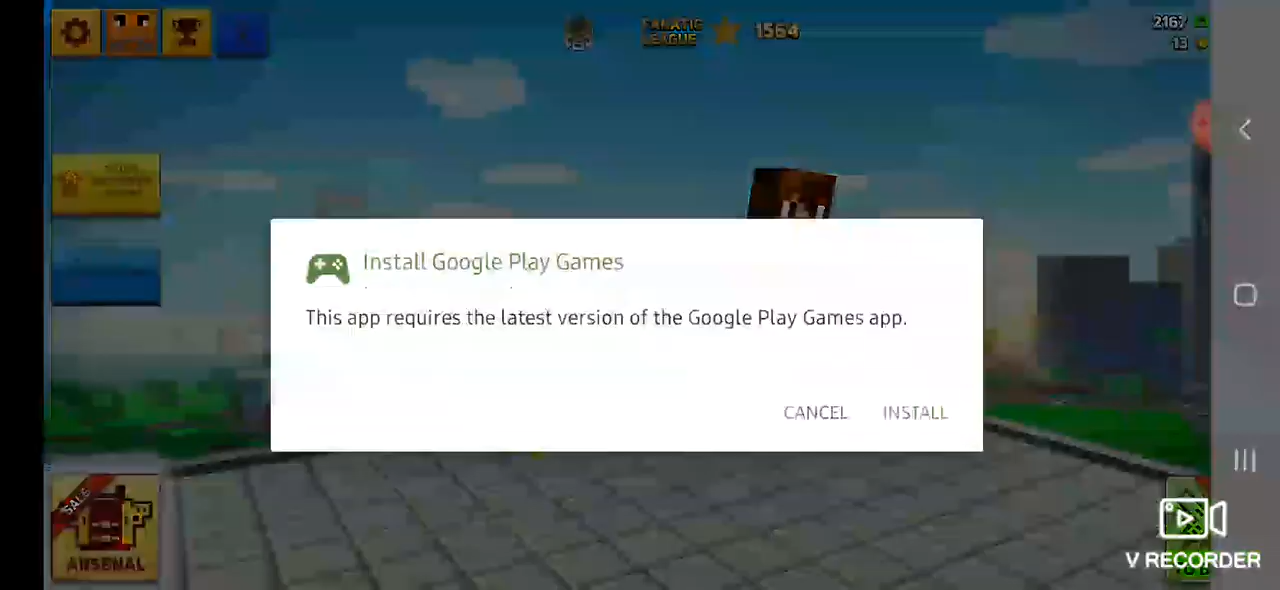 FANATIC
LEAGUE
1564
2167
13
Install Google Play Games
This app requires the latest version of the Google Play Games app.
CANCEL INSTALL
SALE
ARSENAL
V RECORDER